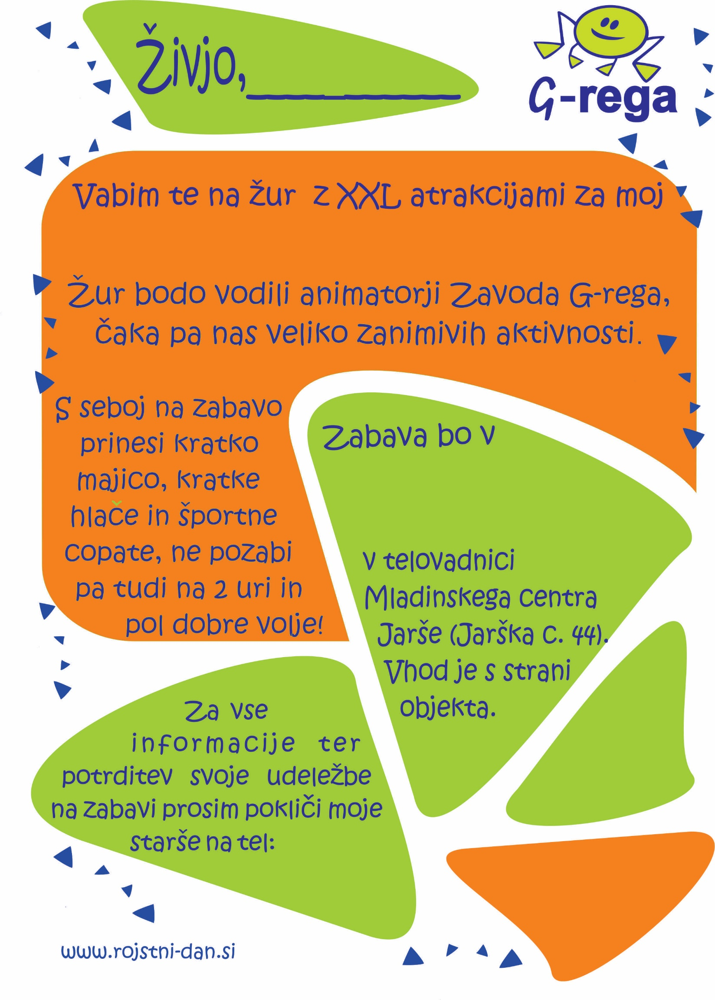 Živjo,____________
G-rega
Vabim te na žur z XXL atrakcijami za moj
Žur bodo vodili animatorji Zavoda G-rega,
čaka pa nas veliko zanimivih aktivnosti.
S seboj na zabavo
prinesi kratko
majico, kratke
hlače in športne
copate, ne pozabi
pa tudi na 2 uri in
pol dobre volje!
Zabava bo v
v telovadnici
Mladinskega centra
Jarše (Jarška c. 44).
Vhod je s strani
objekta.
Za vse
informacije ter
potrditev svoje udeležbe
na zabavi prosim pokliči moje
starše na tel:
www.rojstni-dan.si